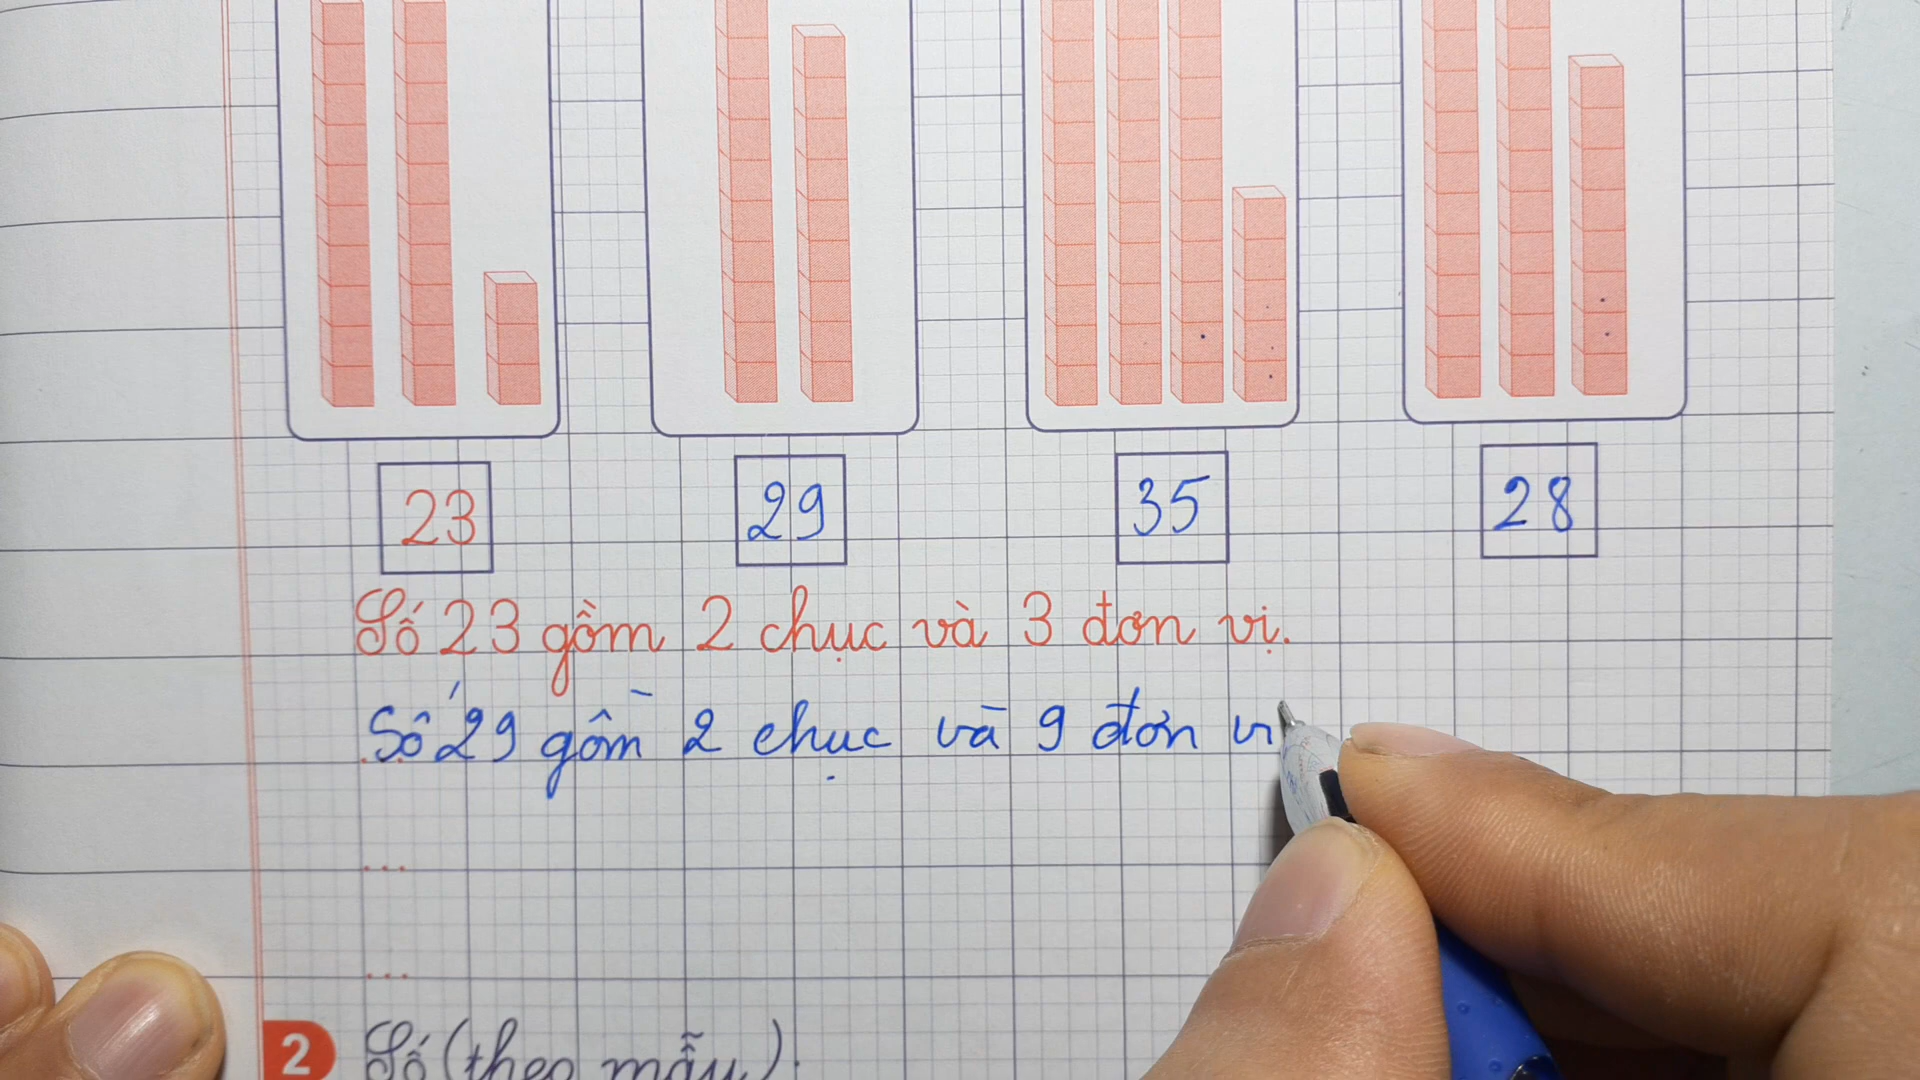 23 29 35 28
Số 23 gồm 2 chục và 3 đơn vị.
Số 29 gồm 2 chục và 9 đơn vi
...
...
2 Số (theo mẫu):